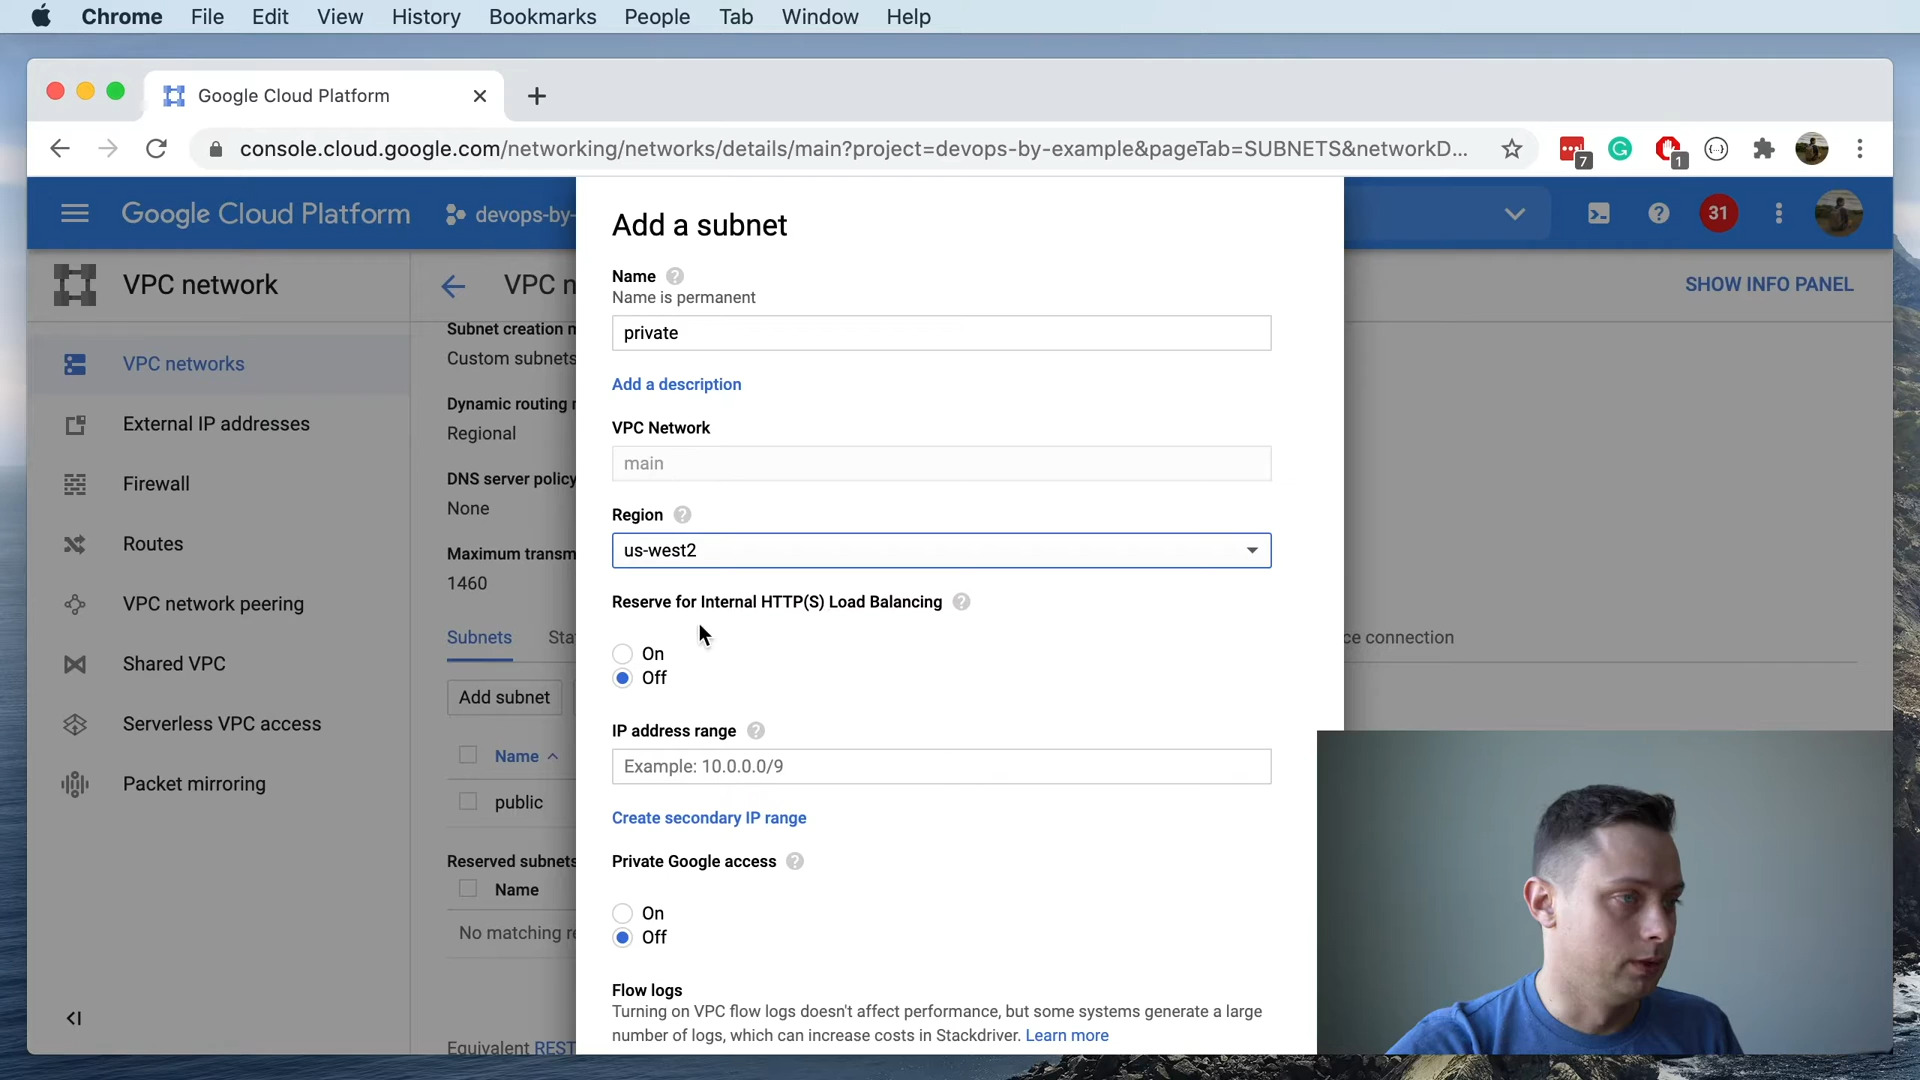 Chrome File Edit View History Bookmarks People Tab Window Help
Google Cloud Platform
console.cloud.google.com/networking/networks/details/main?project=devops-by-example&pageTab=SUBNETS&networkD...
7
1
Google Cloud Platform
devops-by-
31
VPC network
VPC n
SHOW INFO PANEL
VPC networks
External IP addresses
Firewall
Routes
VPC network peering
Shared VPC
Serverless VPC access
Packet mirroring
Subnet creation m
Custom subnets
Dynamic routing
Regional
DNS server policy
None
Maximum transm
1460
Subnets
Sta
ce connection
Add subnet
Name
public
Reserved subnets
Name
No matching re
Equivalent REST
Add a subnet
Name
Name is permanent
private
Add a description
VPC Network
main
Region
us-west2
Reserve for Internal HTTP(S) Load Balancing
On
Off
IP address range
Example: 10.0.0.0/9
Create secondary IP range
Private Google access
On
Off
Flow logs
Turning on VPC flow logs doesn't affect performance, but some systems generate a large
number of logs, which can increase costs in Stackdriver. Learn more